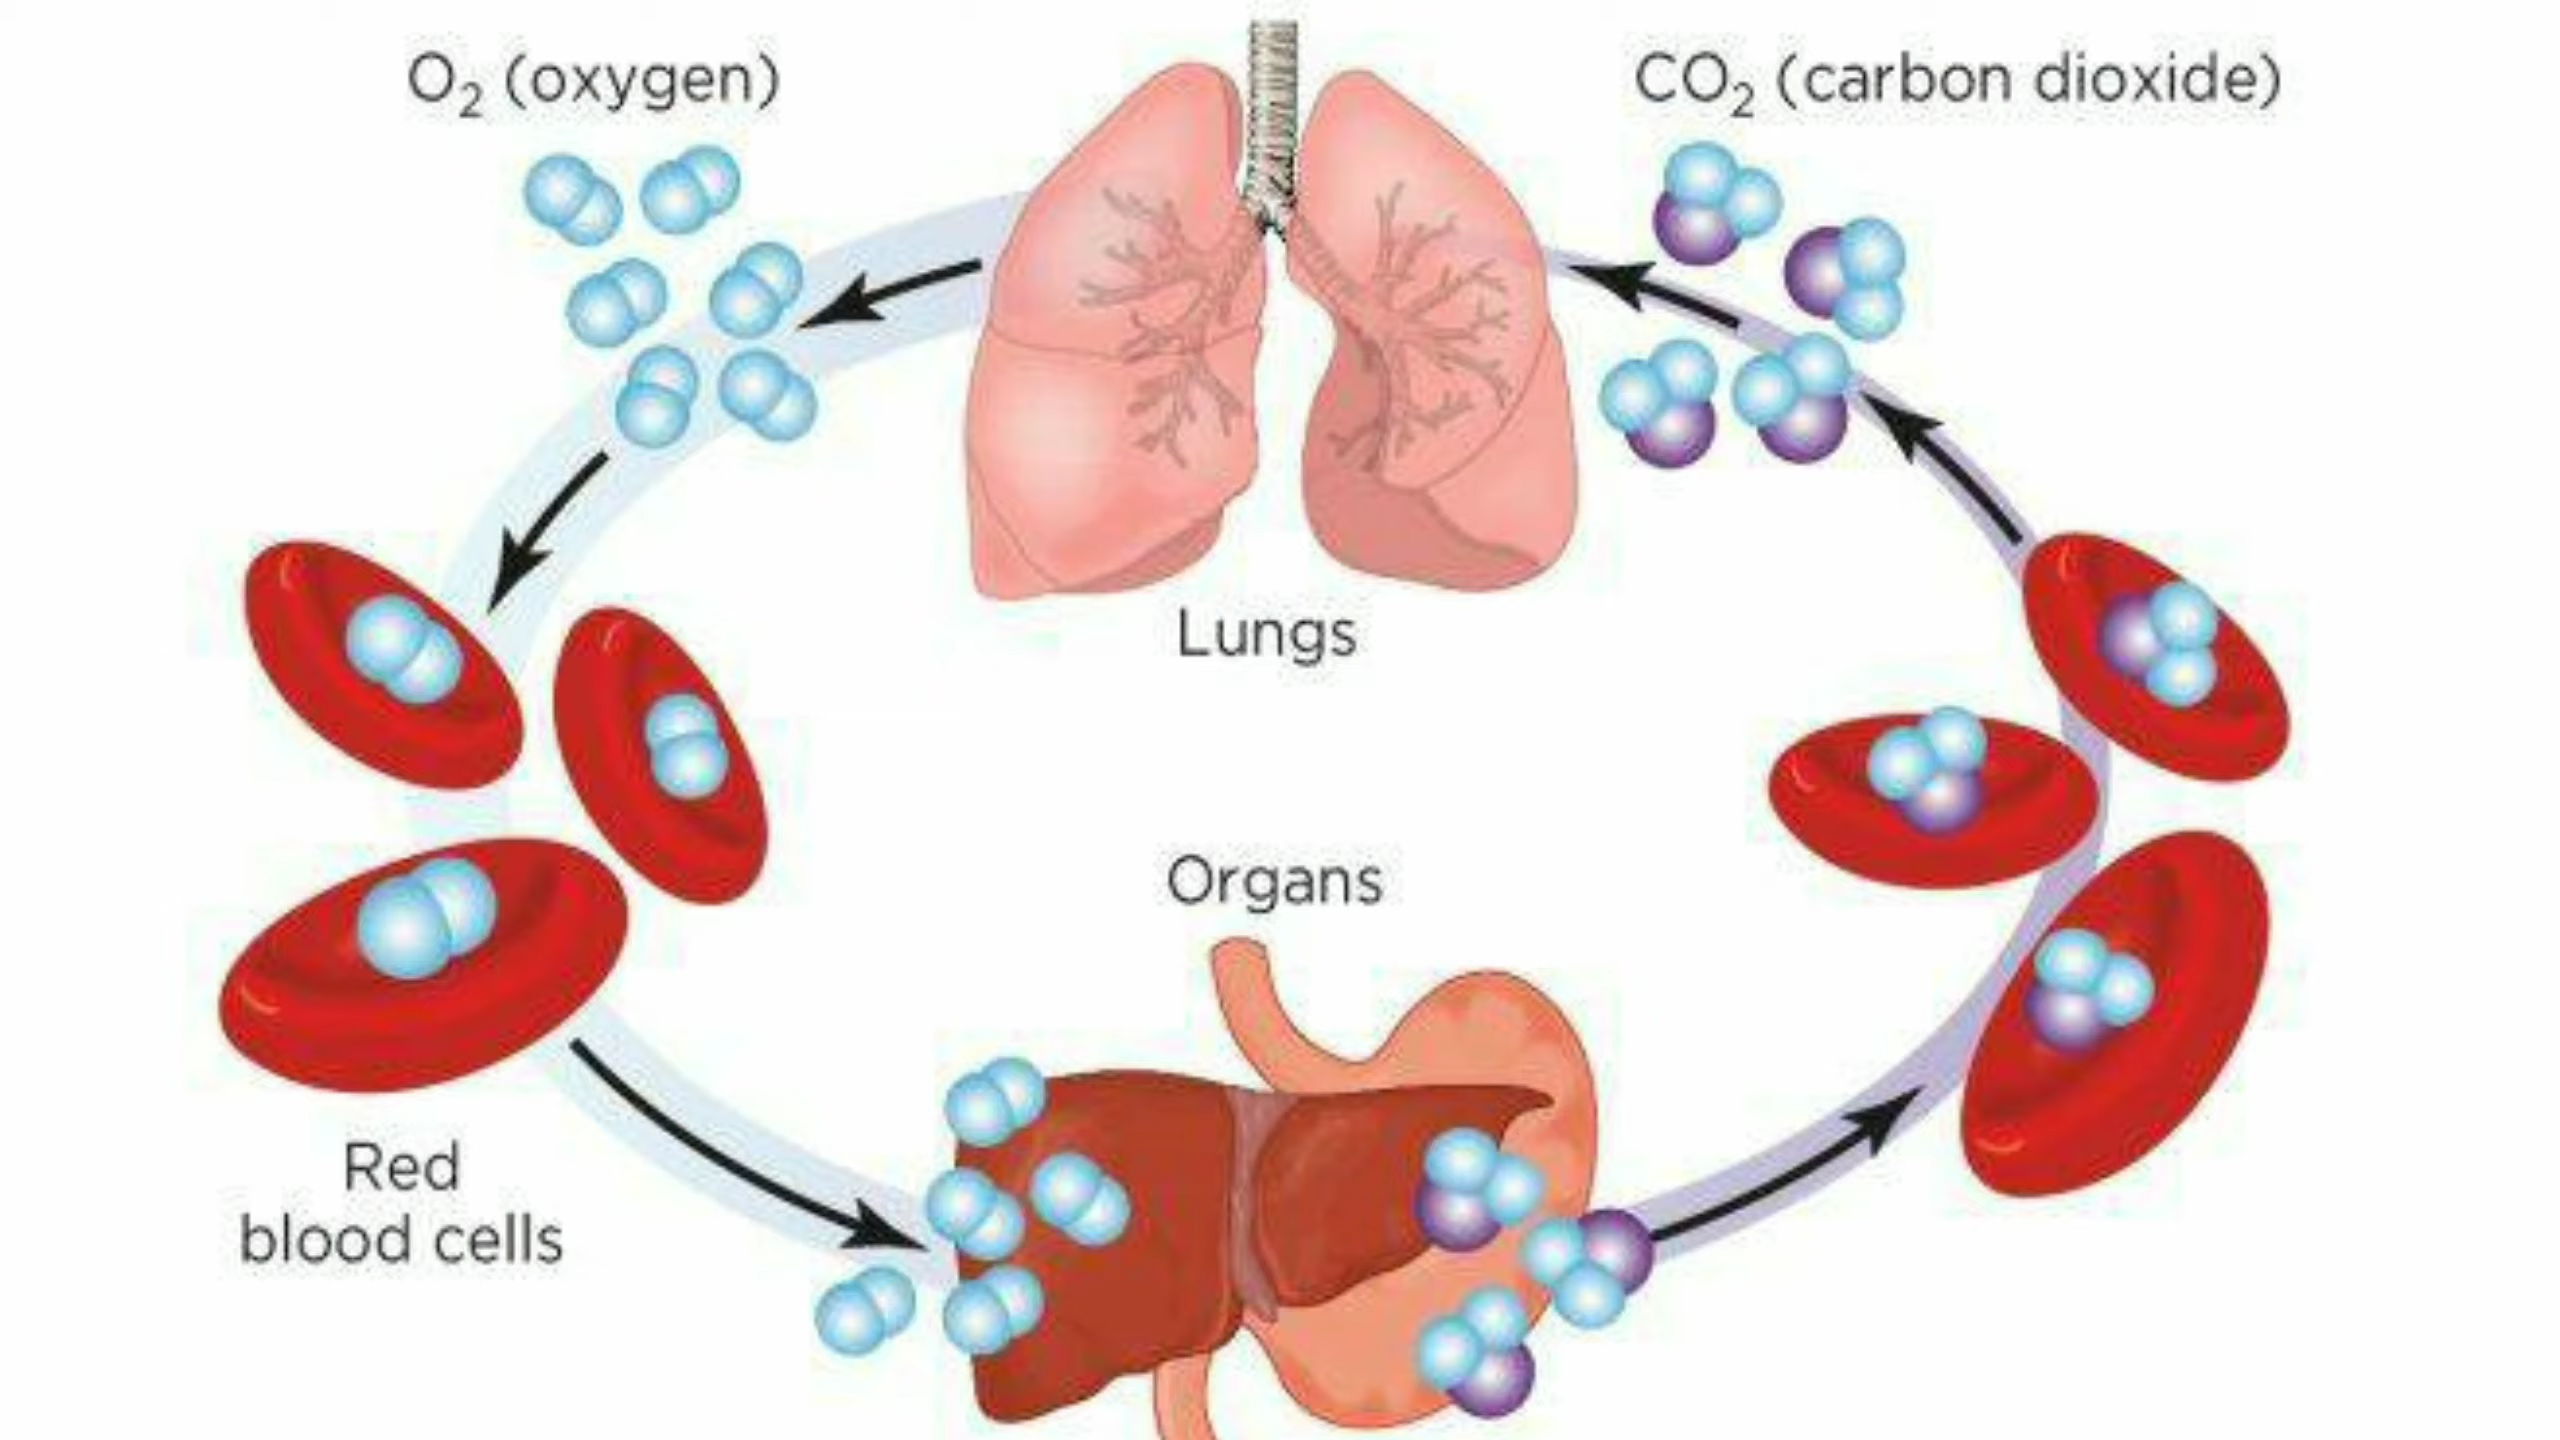 O₂ (oxygen)
CO₂ (carbon dioxide)
Lungs
Organs
Red
blood cells